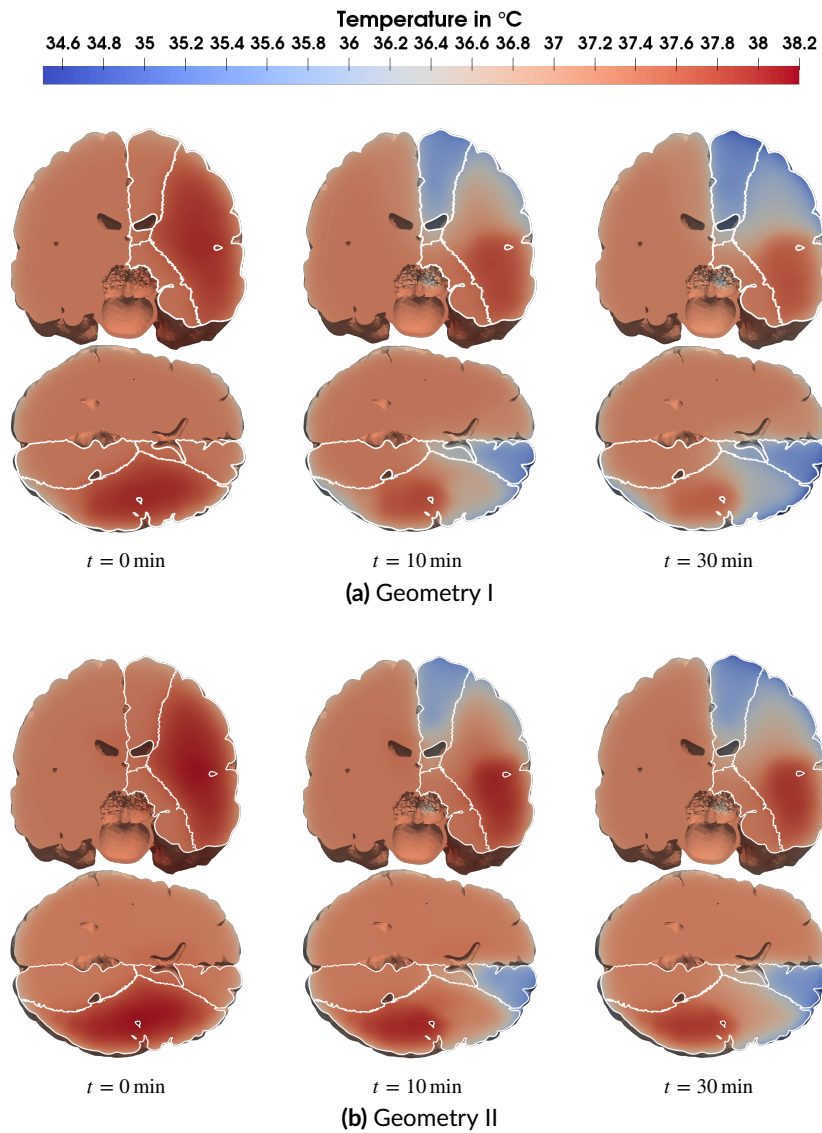 Temperature in °C
34.6 34.8 35 35.2 35.4 35.6 35.8 36 36.2 36.4 36.6 36.8 37 37.2 37.4 37.6 37.8 38 38.2
t = 0 min t = 10 min t = 30 min
(a) Geometry I
t = 0 min t = 10 min t = 30 min
(b) Geometry II